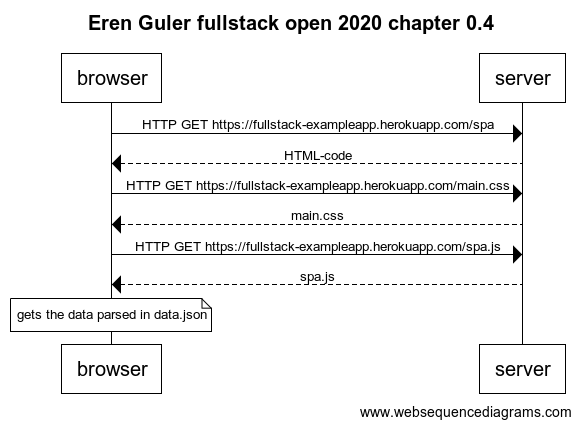 Eren Guler fullstack open 2020 chapter 0.4
browser
server
HTTP GET https://fullstack-exampleapp.herokuapp.com/spa
HTML-code
HTTP GET https://fullstack-exampleapp.herokuapp.com/main.css
main.css
HTTP GET https://fullstack-exampleapp.herokuapp.com/spa.js
spa.js
gets the data parsed in data.json
browser
server
www.websequencediagrams.com